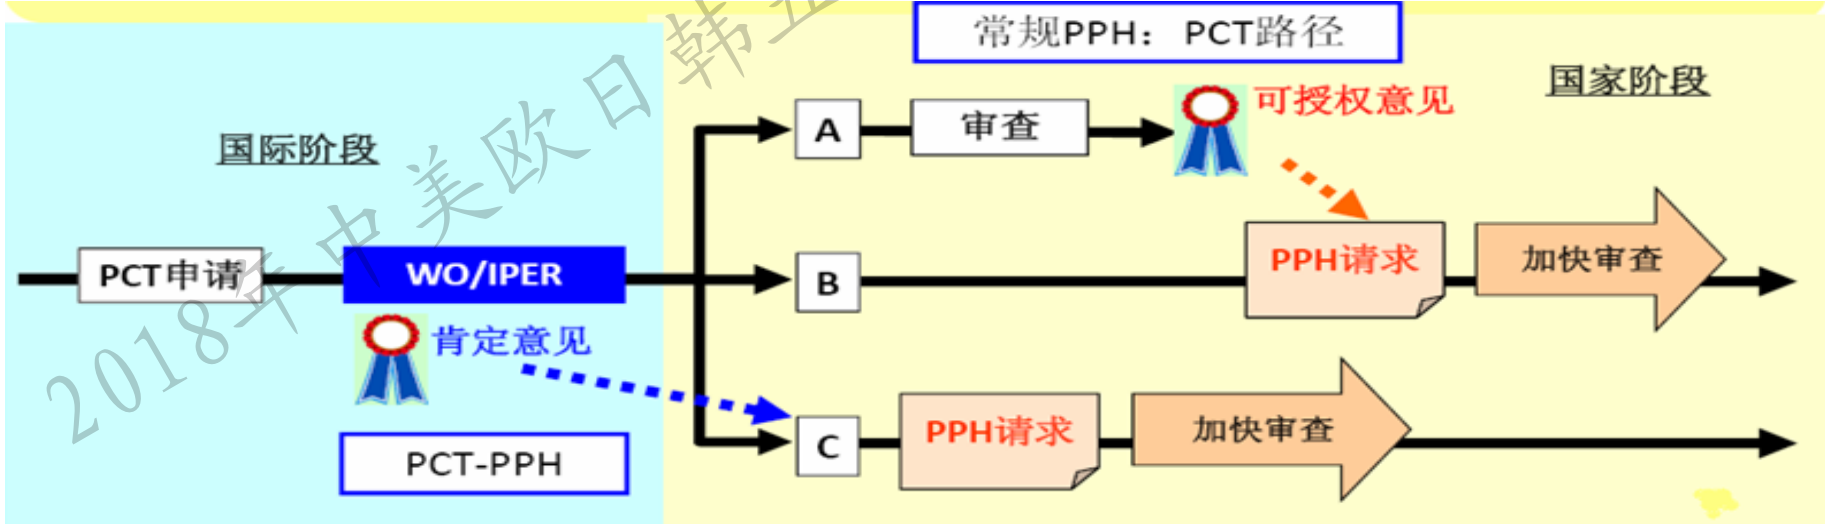 常规PPH：PCT路径
国家阶段
国际阶段
A
审查
可授权意见
PCT申请
WO/IPER
B
PPH请求
加快审查
肯定意见
C
PPH请求
加快审查
PCT-PPH
2018年中美欧日韩五